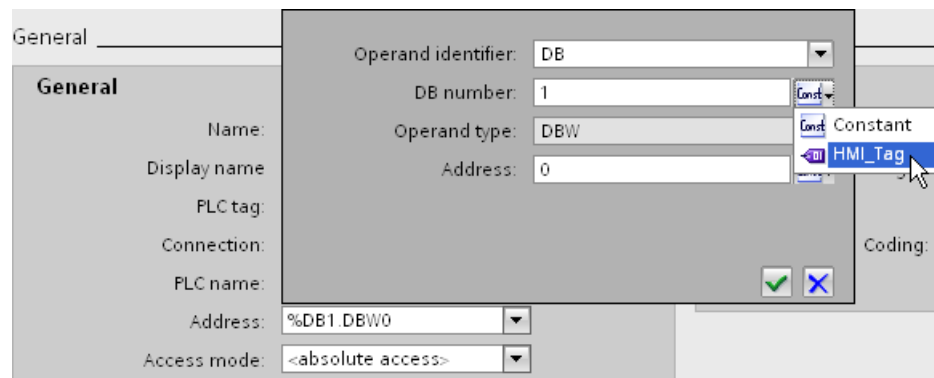 General
Operand identifier: DB
General
DB number: 1
Const
Const Constant
Name:
Operand type: DBW
HMI_Tag
Display name
Address: 0
PLC tag:
Connection:
Coding:
PLC name:
Address: %DB1.DBW0
Access mode: <absolute access>